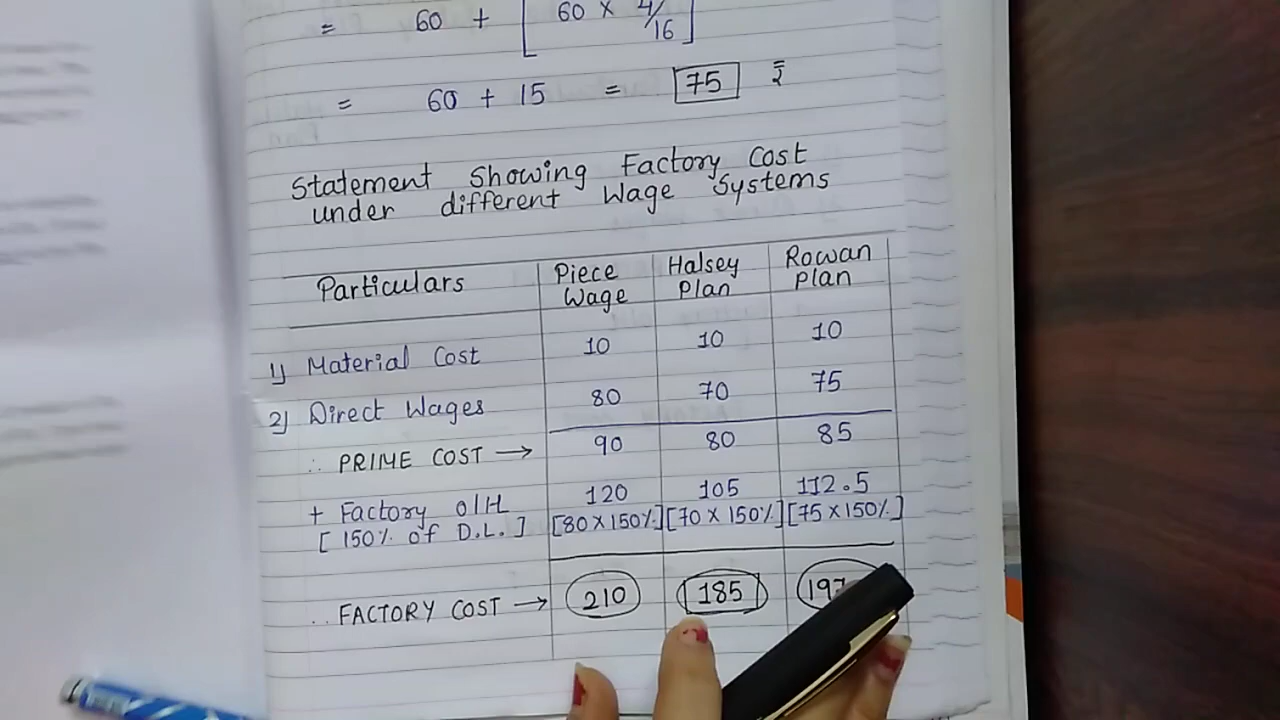 = 60 + [ 60 × 4/16 ]
= 60 + 15 = 75 ₹
Statement Showing Factory Cost
under different Wage Systems
Particulars Piece Wage Halsey Plan Rowan Plan
1) Material Cost 10 10 10
2) Direct Wages 80 70 75
∴ PRIME COST → 90 80 85
+ Factory O/H 120 105 112.5
[ 150% of D.L. ] [80 × 150%] [70 × 150%] [75 × 150%]
∴ FACTORY COST → 210 185